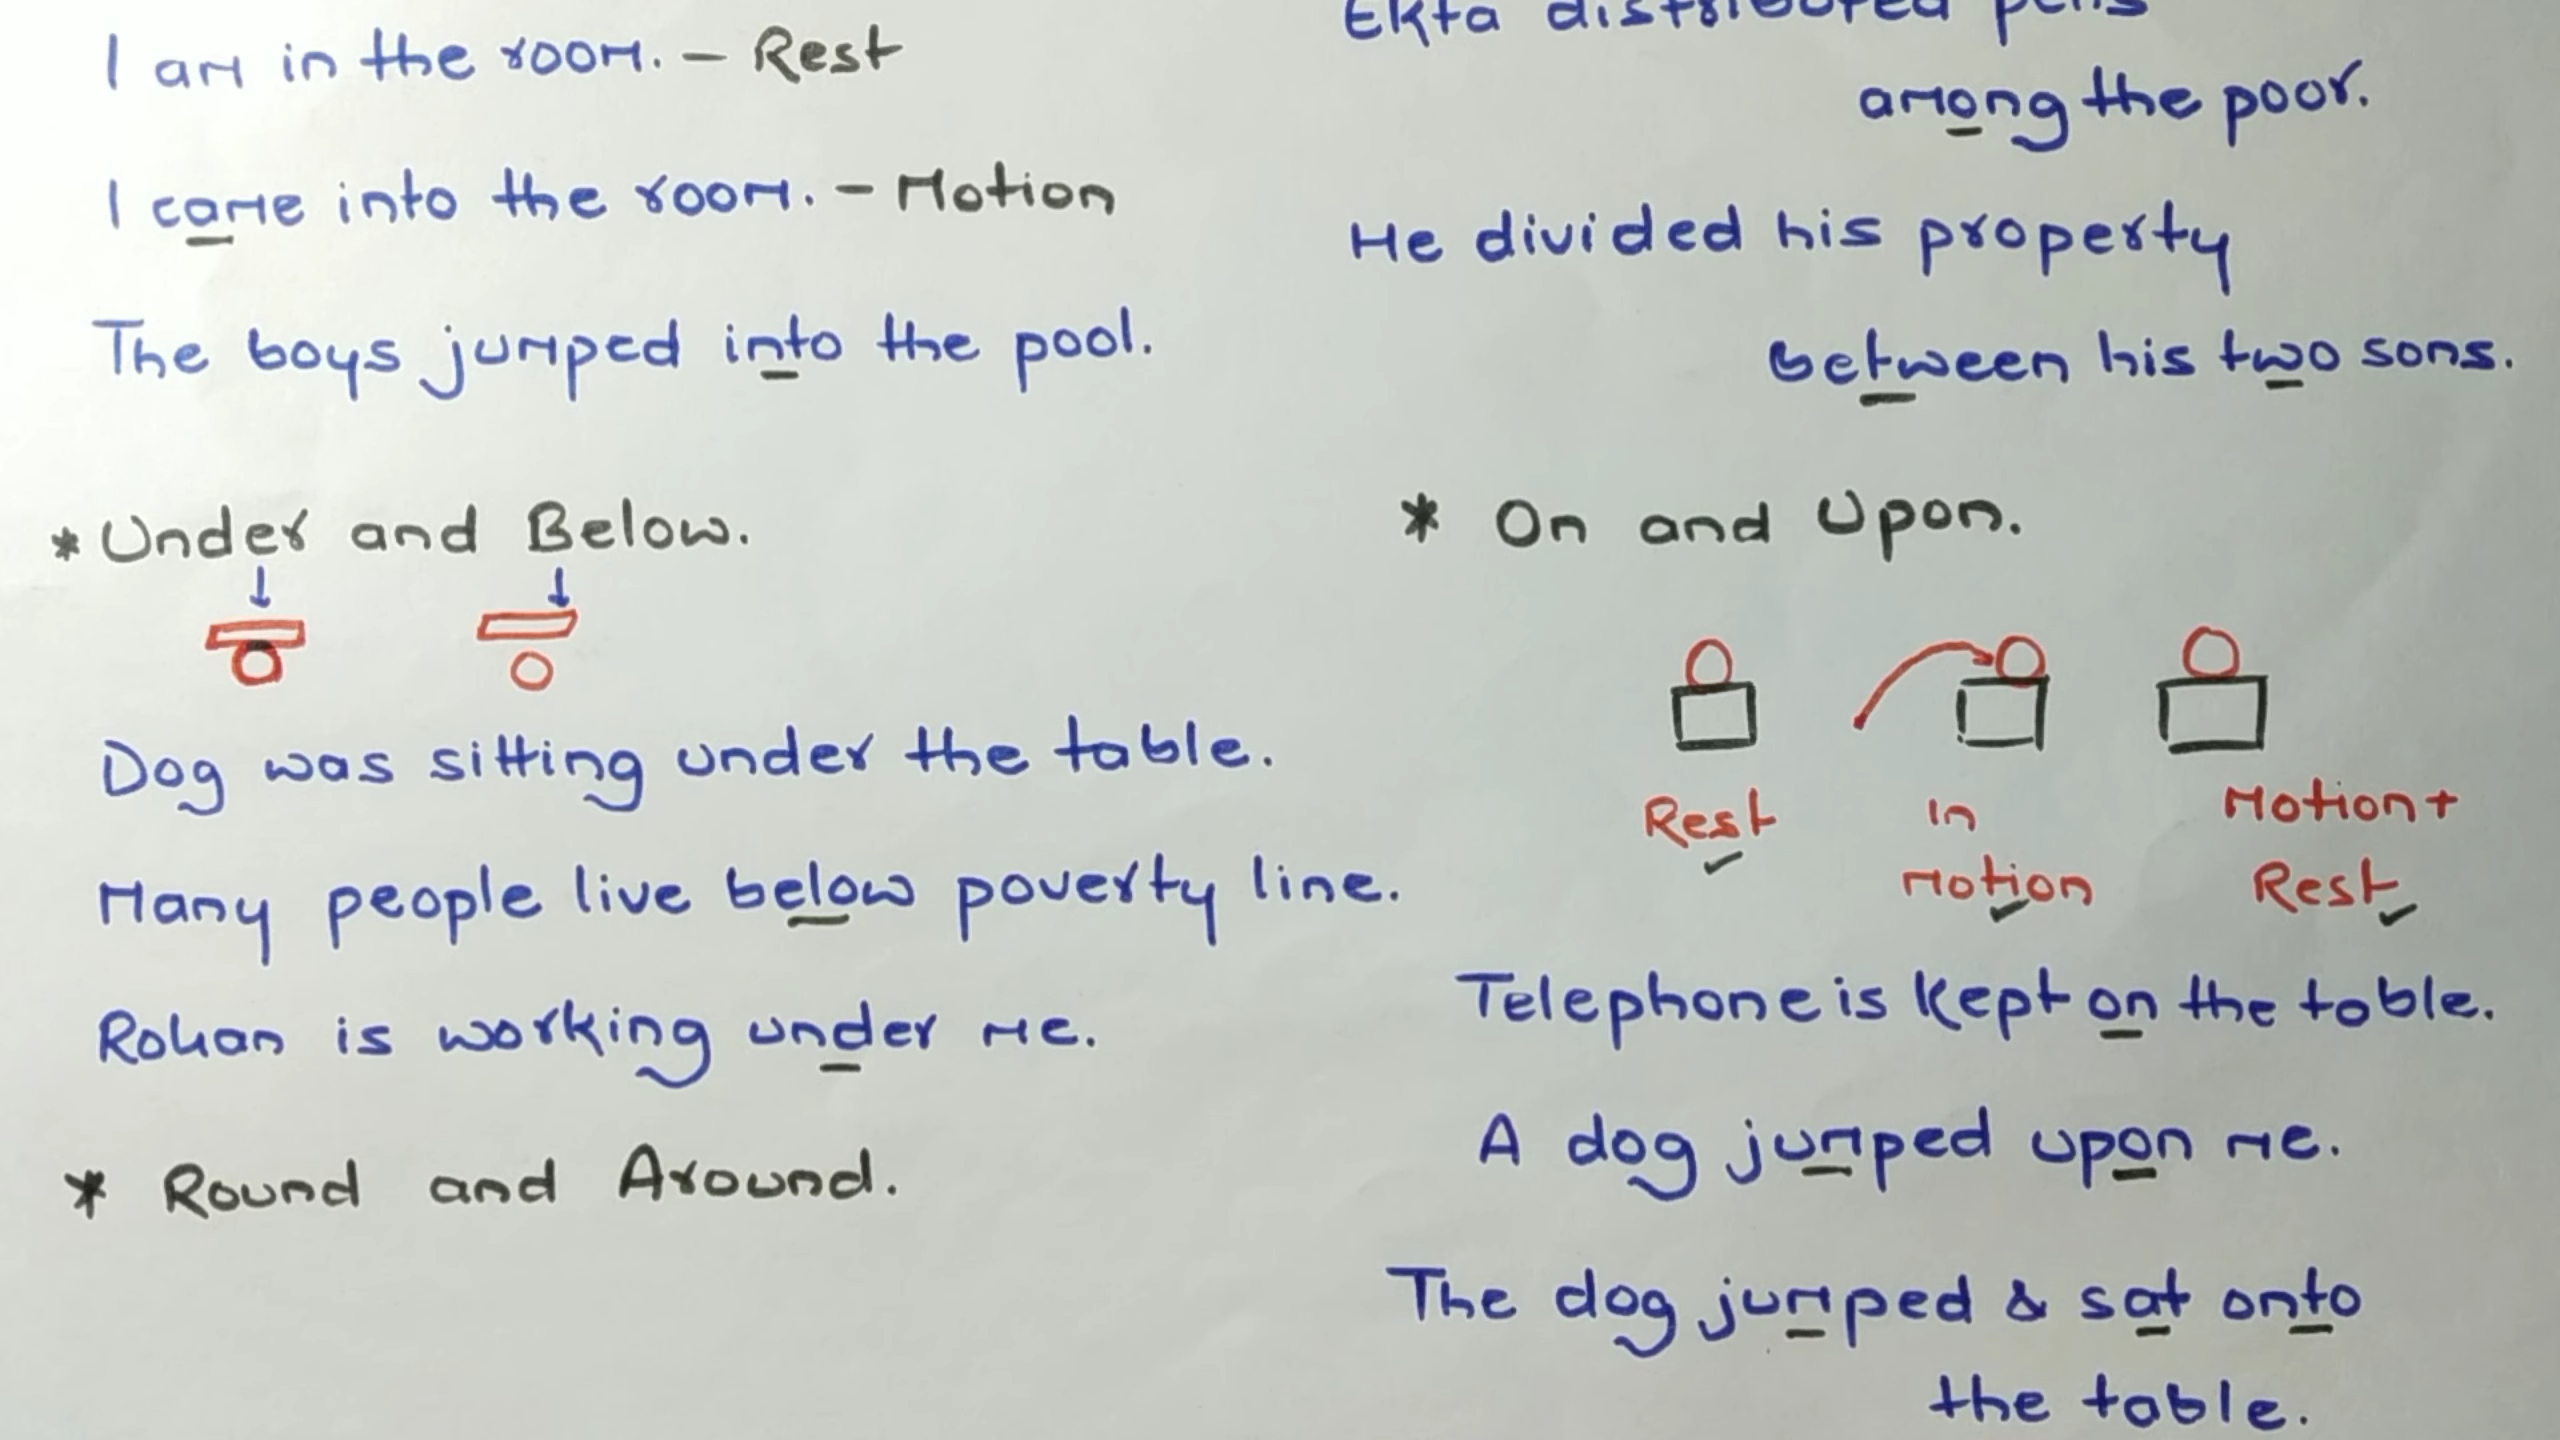 I am in the room. - Rest
I came into the room. - Motion
The boys jumped into the pool.
* Under and Below.
Dog was sitting under the table.
Many people live below poverty line.
Rohan is working under me.
* Round and Around.
Ekta distributed pens
among the poor.
He divided his property
between his two sons.
* On and Upon.
Rest
In
Motion
Motion +
Rest
Telephone is kept on the table.
A dog jumped upon me.
The dog jumped & sat onto
the table.